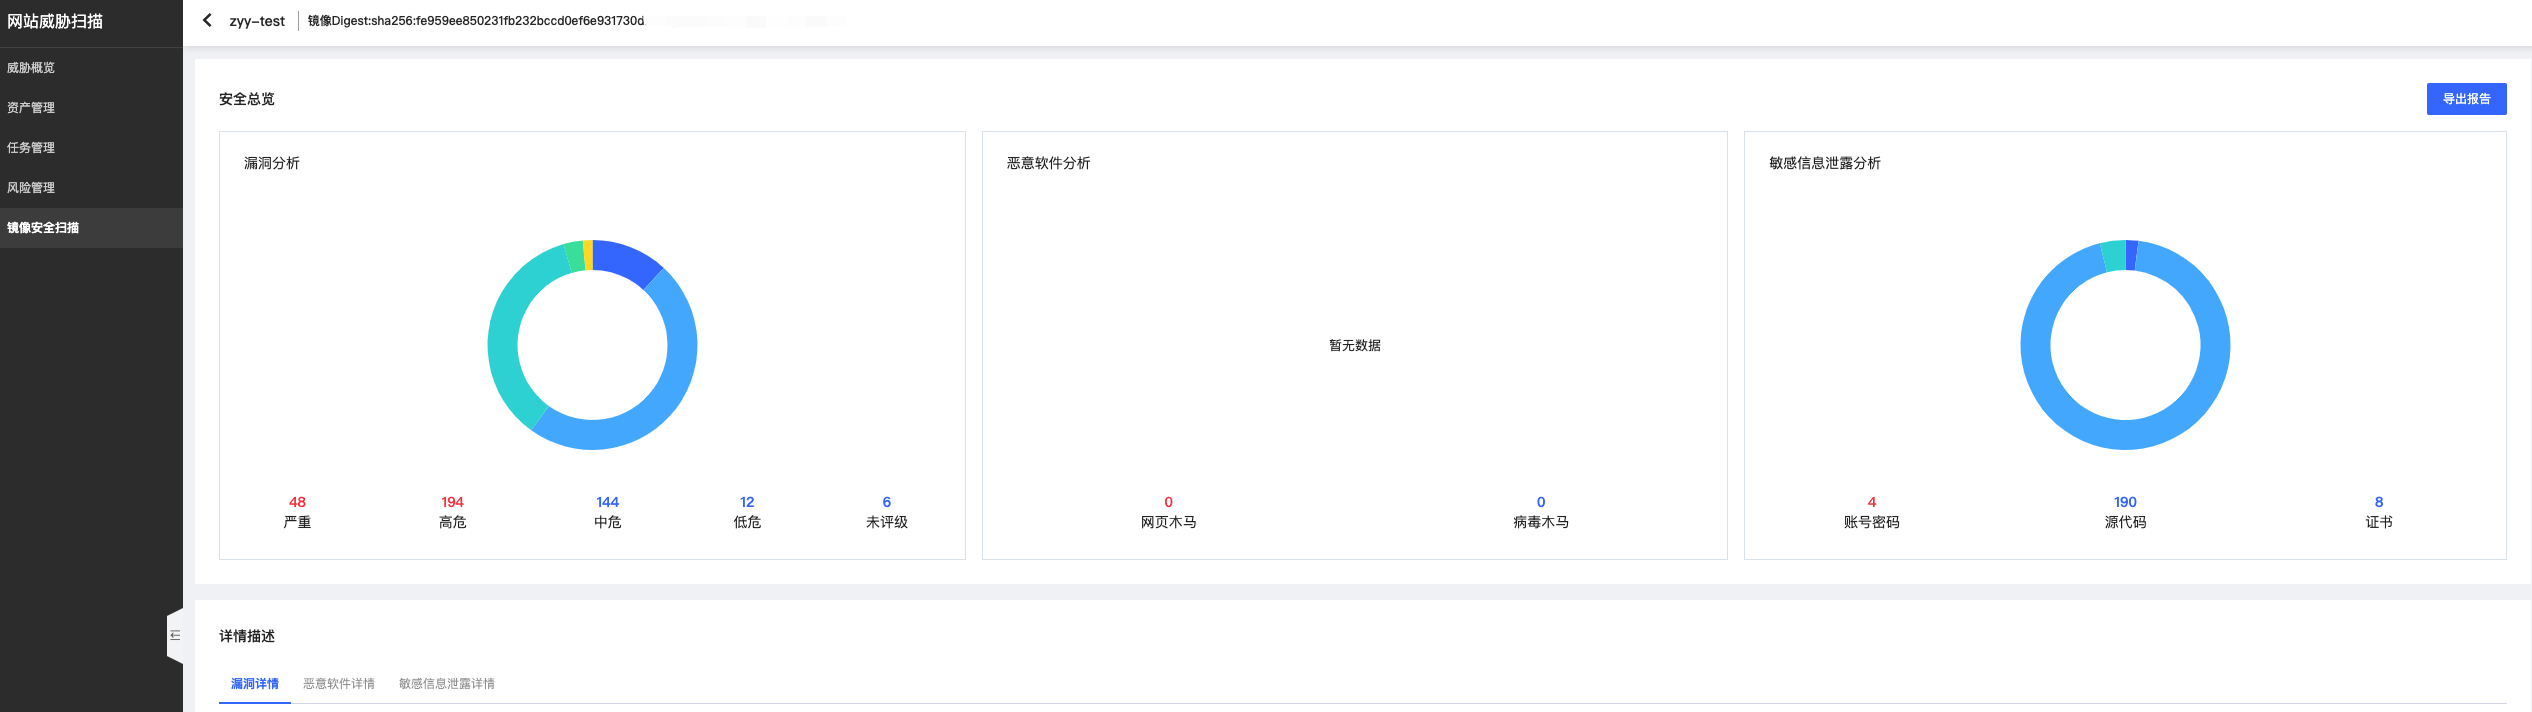 网站威胁扫描
威胁概览
资产管理
任务管理
风险管理
镜像安全扫描
zyy-test
镜像Digest:sha256:fe959ee850231fb232bccd0ef6e931730d
安全总览
导出报告
漏洞分析
48 194 144 12 6
严重 高危 中危 低危 未评级
恶意软件分析
暂无数据
0 0
网页木马 病毒木马
敏感信息泄露分析
4 190 8
账号密码 源代码 证书
详情描述
漏洞详情 恶意软件详情 敏感信息泄露详情